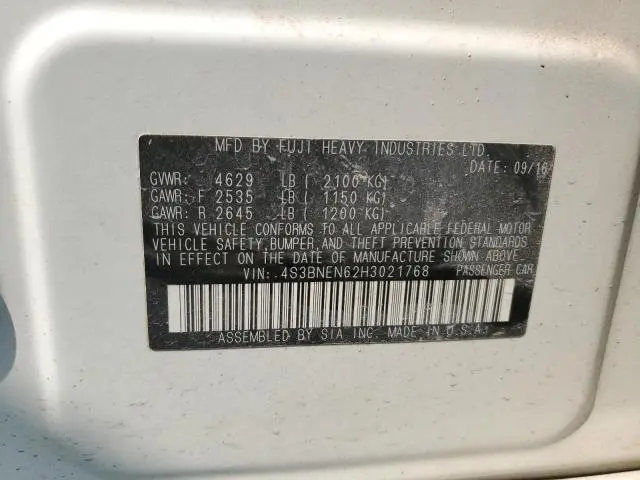 MFD BY FUJI HEAVY INDUSTRIES LTD.
DATE: 09/16
GVWR: 4629 LB ( 2100 KG)
GAWR: F 2535 LB ( 1150 KG)
GAWR: R 2645 LB ( 1200 KG)
THIS VEHICLE CONFORMS TO ALL APPLICABLE FEDERAL MOTOR
VEHICLE SAFETY, BUMPER, AND THEFT PREVENTION STANDARDS
IN EFFECT ON THE DATE OF MANUFACTURE SHOWN ABOVE.
VIN: 4S3BNEN62H3021768 PASSENGER CAR
ASSEMBLED BY SIA INC. MADE IN U.S.A.